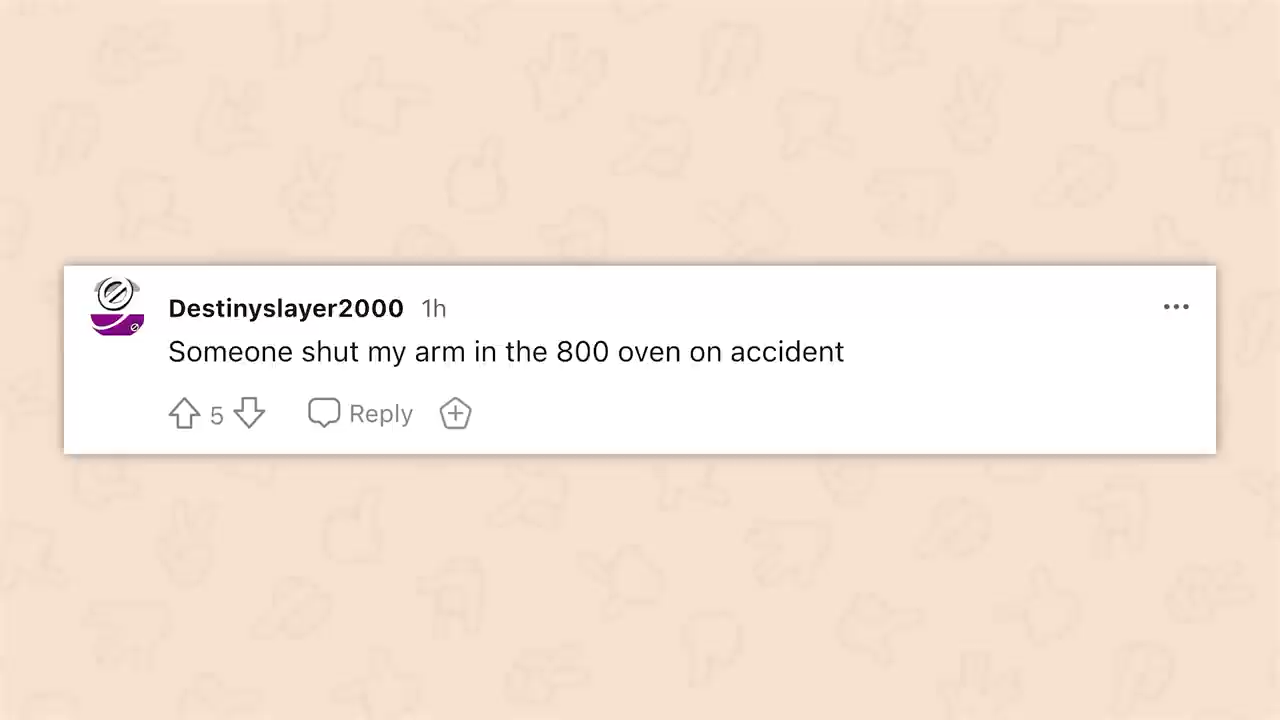 Destinyslayer2000 1h
Someone shut my arm in the 800 oven on accident
5 Reply